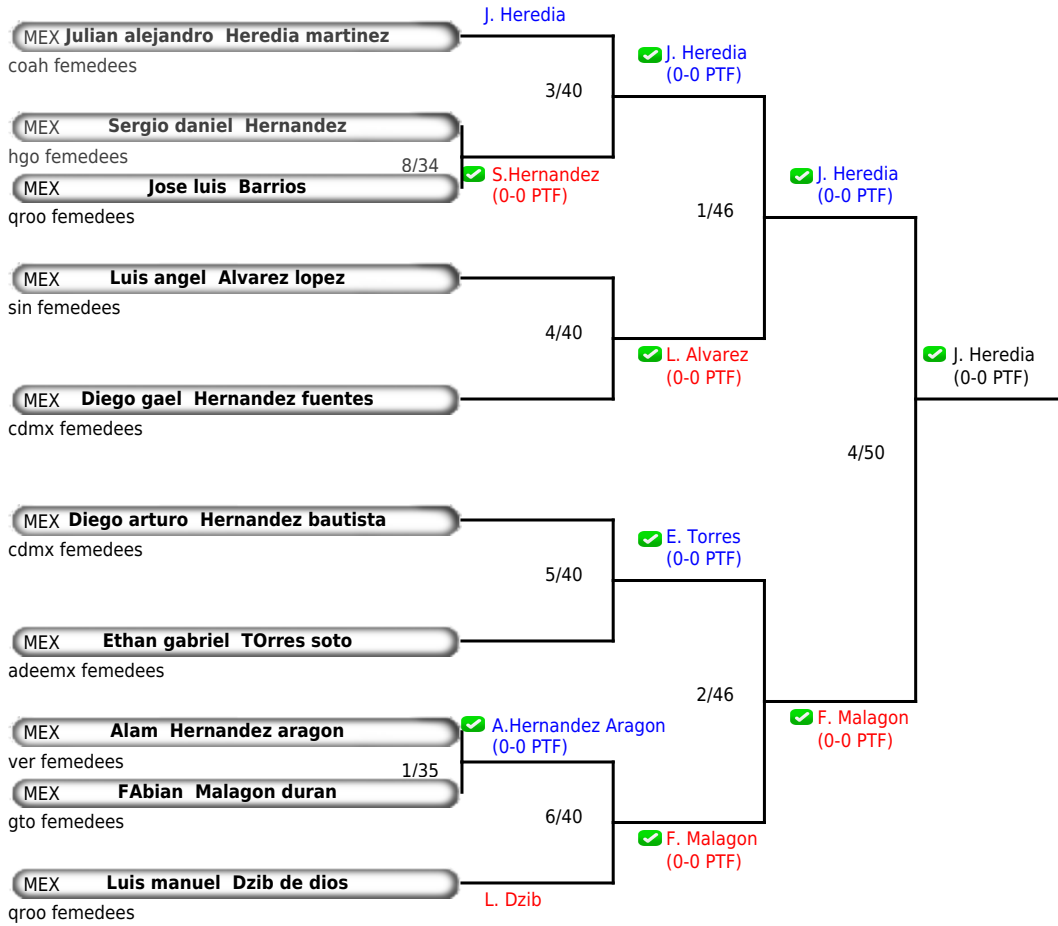 J. Heredia
MEX Julian alejandro Heredia martinez
coah femedees
J. Heredia
(0-0 PTF)
3/40
MEX Sergio daniel Hernandez
hgo femedees
8/34
S.Hernandez
(0-0 PTF)
MEX Jose luis Barrios
qroo femedees
J. Heredia
(0-0 PTF)
1/46
MEX Luis angel Alvarez lopez
sin femedees
4/40
L. Alvarez
(0-0 PTF)
J. Heredia
(0-0 PTF)
MEX Diego gael Hernandez fuentes
cdmx femedees
4/50
MEX Diego arturo Hernandez bautista
cdmx femedees
E. Torres
(0-0 PTF)
5/40
MEX Ethan gabriel TOrres soto
adeemx femedees
2/46
F. Malagon
(0-0 PTF)
MEX Alam Hernandez aragon
ver femedees
A.Hernandez Aragon
(0-0 PTF)
1/35
MEX FAbian Malagon duran
gto femedees
6/40
F. Malagon
(0-0 PTF)
MEX Luis manuel Dzib de dios
qroo femedees
L. Dzib